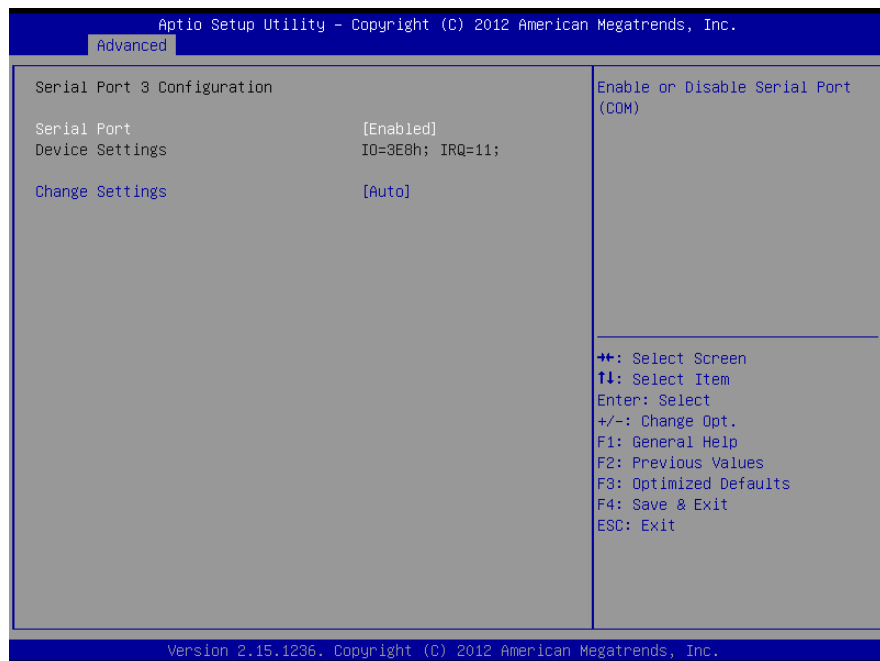 Aptio Setup Utility – Copyright (C) 2012 American Megatrends, Inc.
Advanced
Serial Port 3 Configuration
Serial Port [Enabled]
Device Settings IO=3E8h; IRQ=11;
Change Settings [Auto]
Enable or Disable Serial Port
(COM)
→←: Select Screen
↑↓: Select Item
Enter: Select
+/-: Change Opt.
F1: General Help
F2: Previous Values
F3: Optimized Defaults
F4: Save & Exit
ESC: Exit
Version 2.15.1236. Copyright (C) 2012 American Megatrends, Inc.